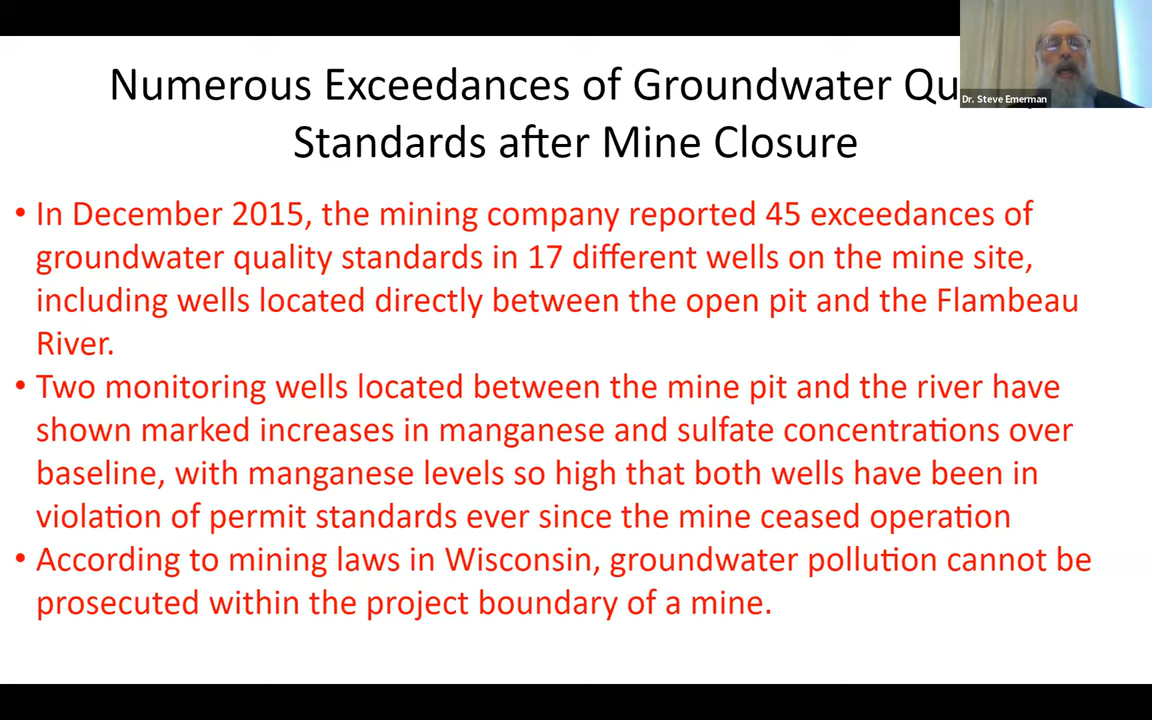 Numerous Exceedances of Groundwater
Standards after Mine Closure
Dr. Steve Emerman
• In December 2015, the mining company reported 45 exceedances of
groundwater quality standards in 17 different wells on the mine site,
including wells located directly between the open pit and the Flambeau
River.
• Two monitoring wells located between the mine pit and the river have
shown marked increases in manganese and sulfate concentrations over
baseline, with manganese levels so high that both wells have been in
violation of permit standards ever since the mine ceased operation
• According to mining laws in Wisconsin, groundwater pollution cannot be
prosecuted within the project boundary of a mine.